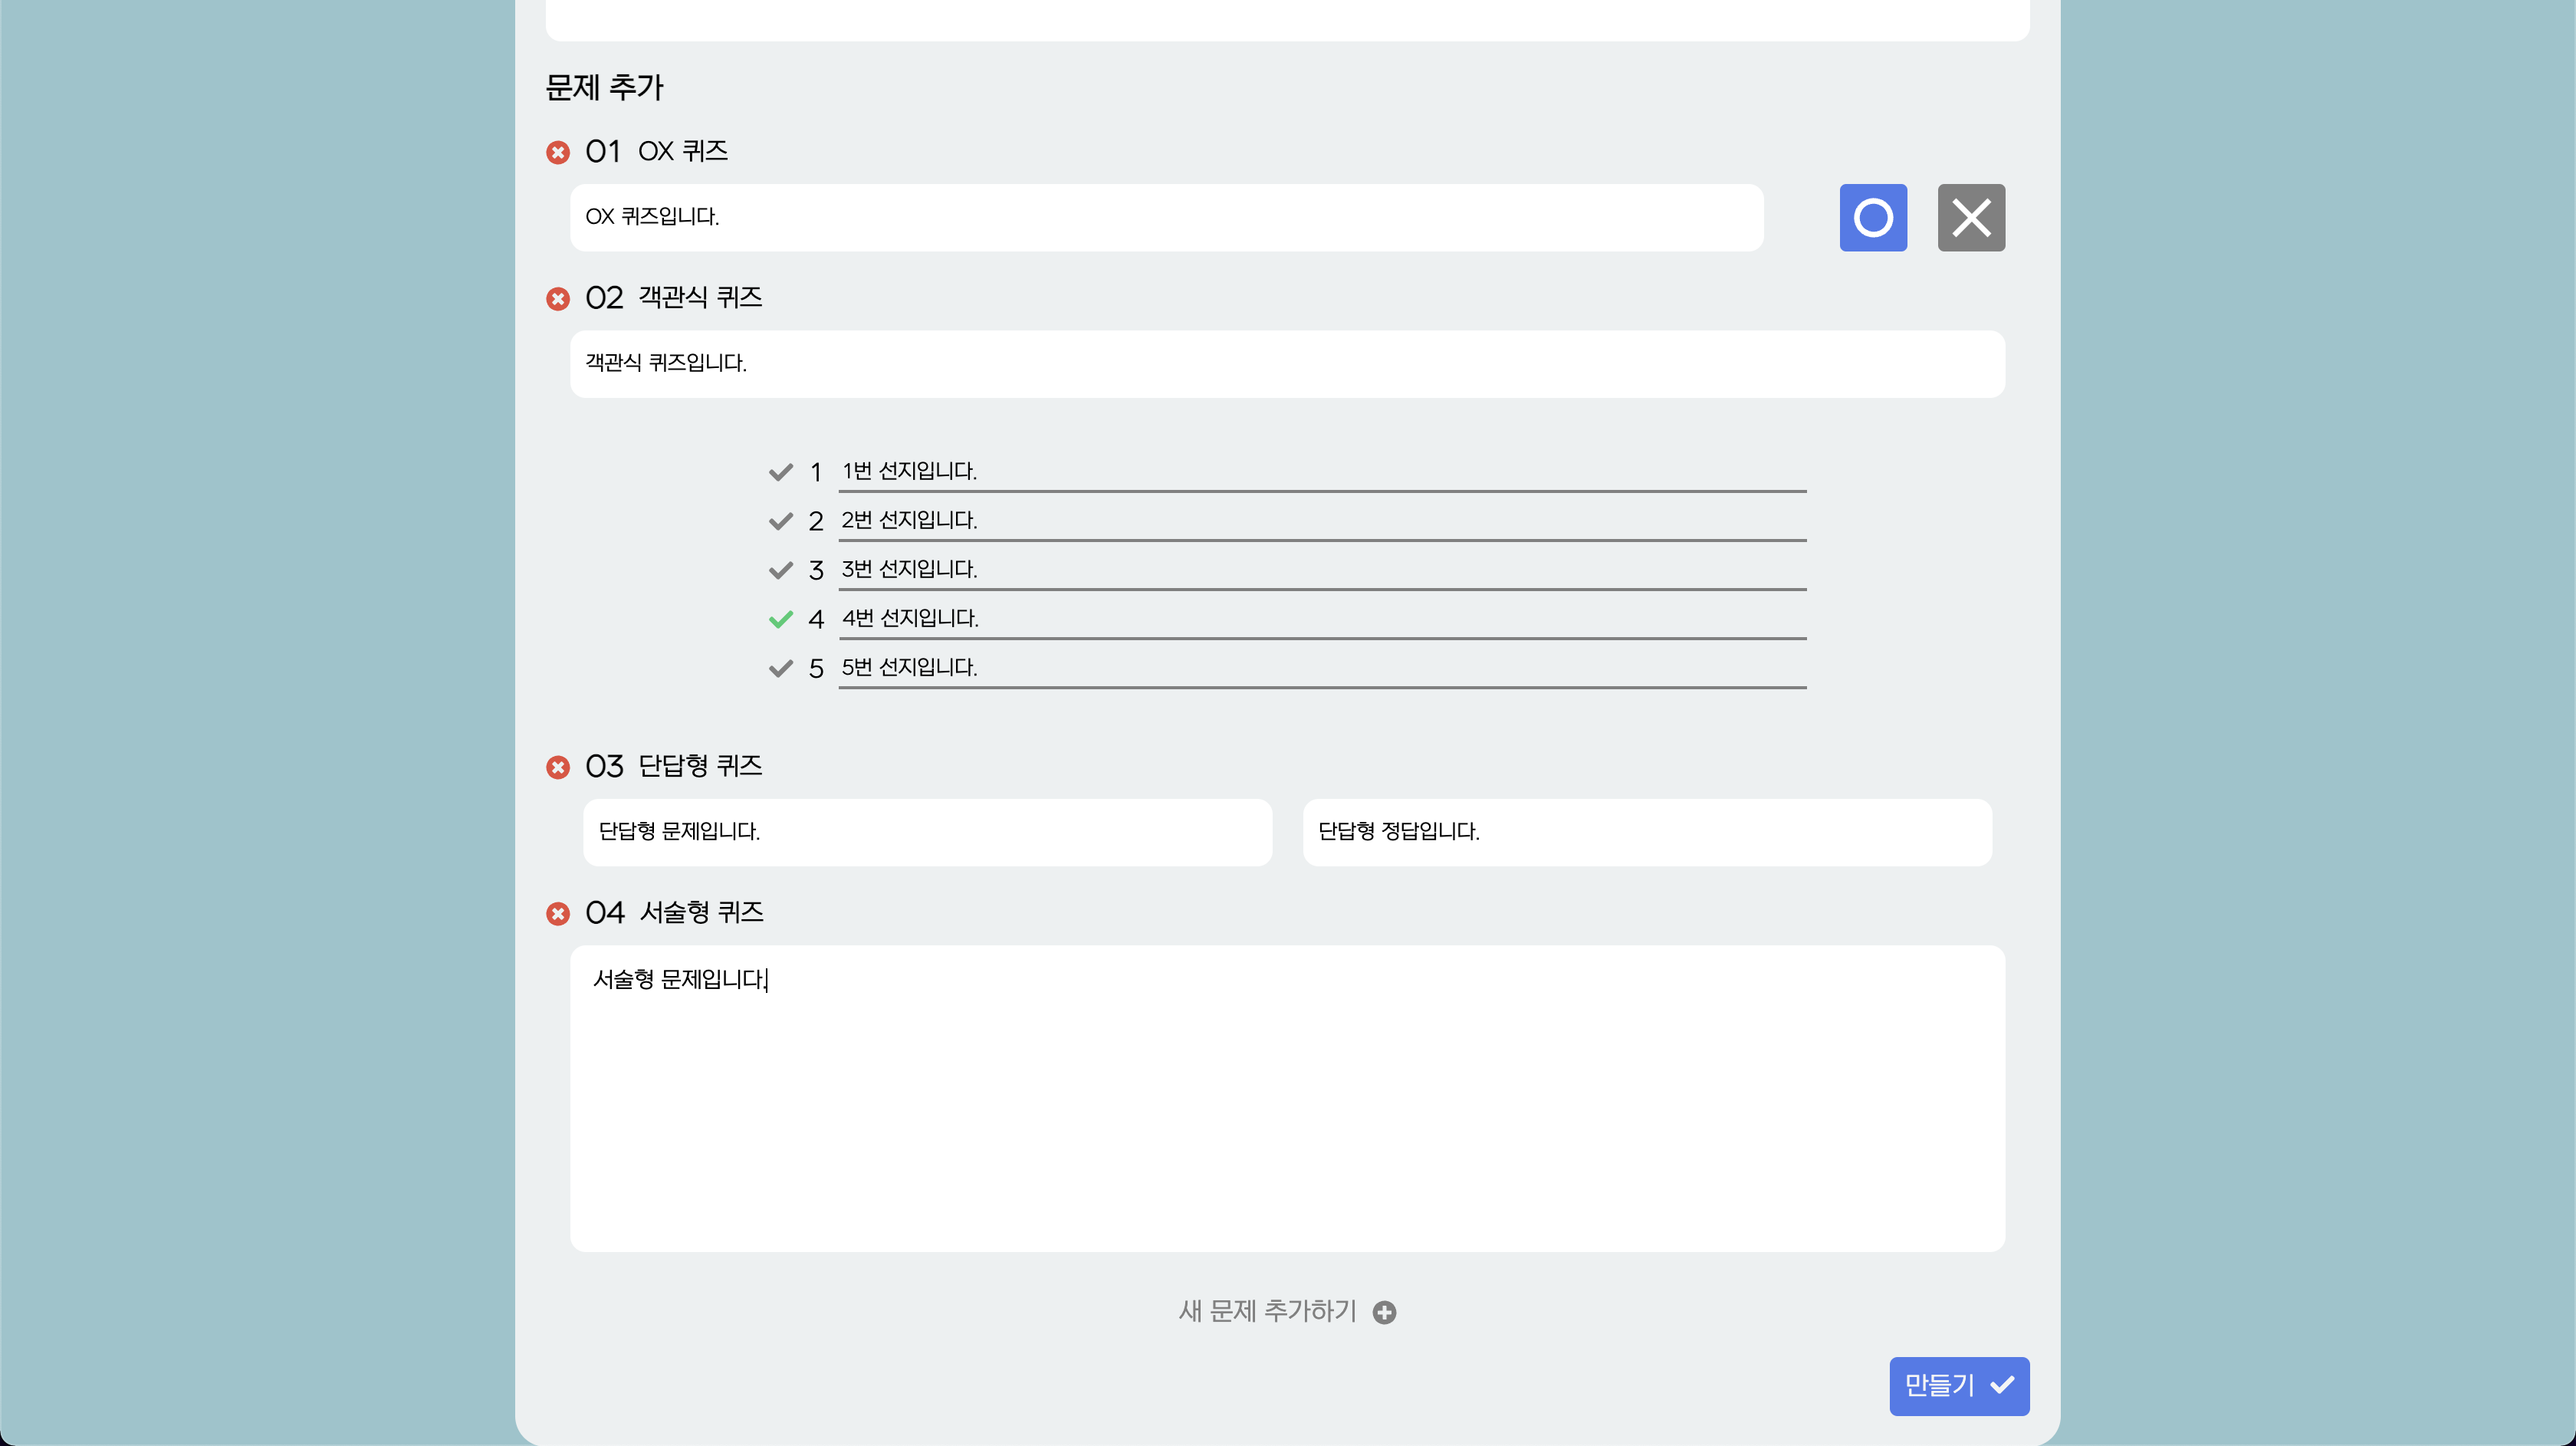 문제 추가
01 OX 퀴즈
OX 퀴즈입니다.
02 객관식 퀴즈
객관식 퀴즈입니다.
1 1번 선지입니다.
2 2번 선지입니다.
3 3번 선지입니다.
4 4번 선지입니다.
5 5번 선지입니다.
03 단답형 퀴즈
단답형 문제입니다. 단답형 정답입니다.
04 서술형 퀴즈
서술형 문제입니다.
새 문제 추가하기
만들기